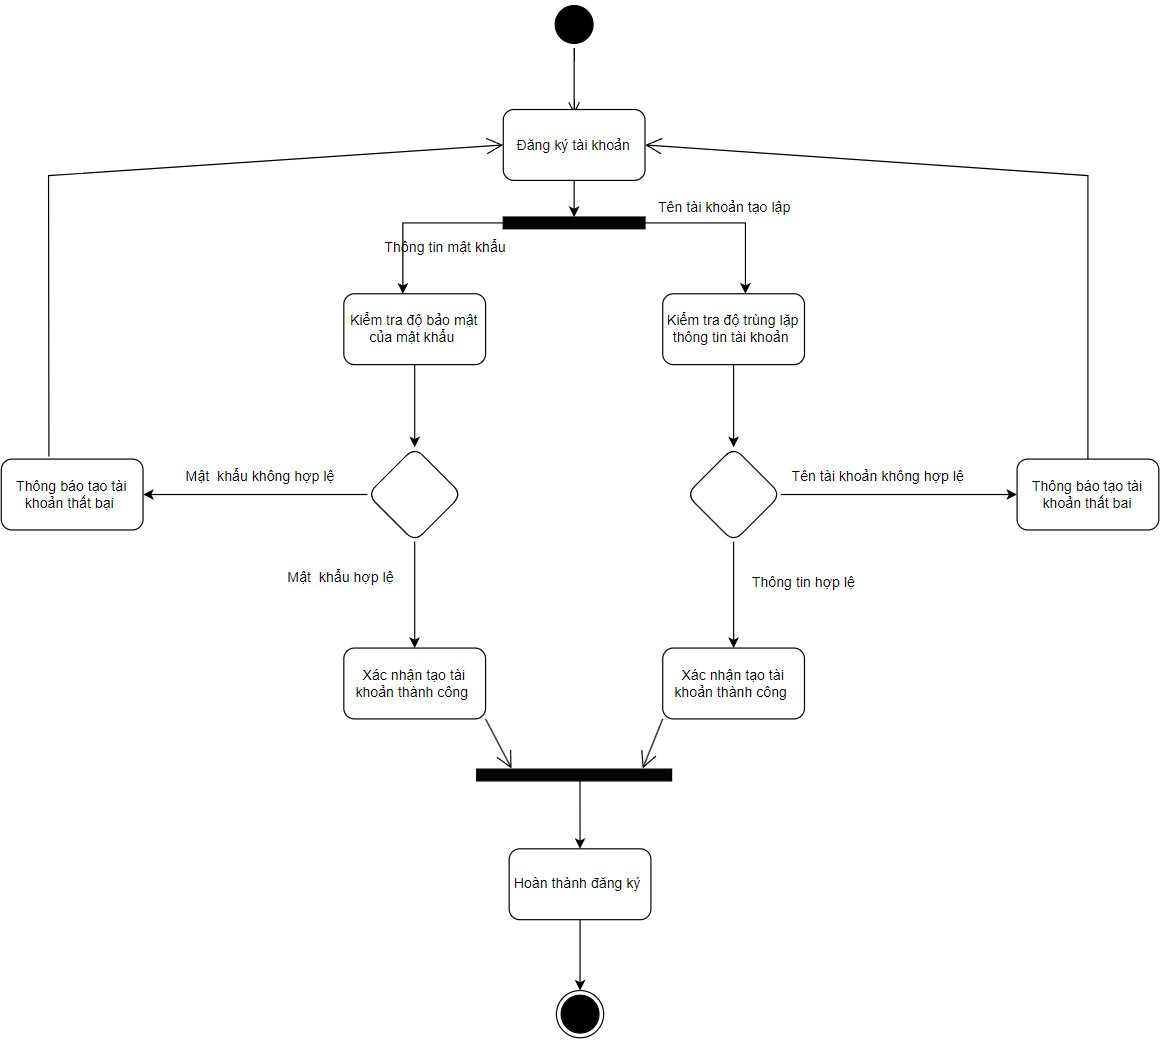 Đăng ký tài khoản
Tên tài khoản tạo lập
Thông tin mật khẩu
Kiểm tra độ bảo mật
của mật khẩu
Kiểm tra độ trùng lặp
thông tin tài khoản
Thông báo tạo tài
khoản thất bại
Mật  khẩu không hợp lệ
Tên tài khoản không hợp lệ
Thông báo tạo tài
khoản thất bai
Mật  khẩu hợp lệ
Thông tin hợp lệ
Xác nhận tạo tài
khoản thành công
Xác nhận tạo tài
khoản thành công
Hoàn thành đăng ký